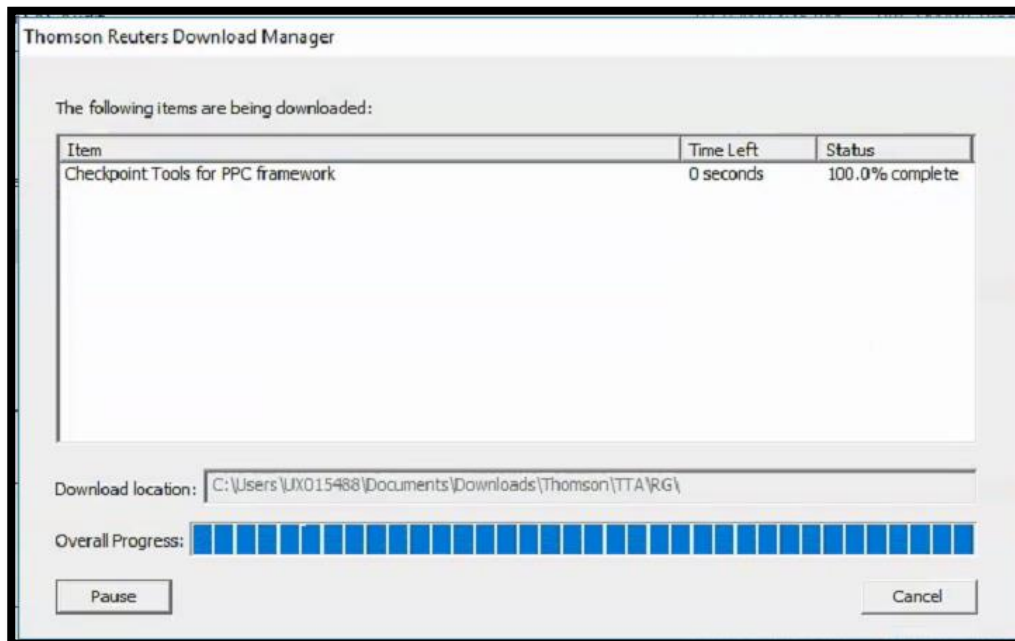 Thomson Reuters Download Manager
The following items are being downloaded:
Item Time Left Status
Checkpoint Tools for PPC framework 0 seconds 100.0% complete
Download location: C:\Users\UX015488\Documents\Downloads\Thomson\TTA\RG\
Overall Progress:
Pause Cancel